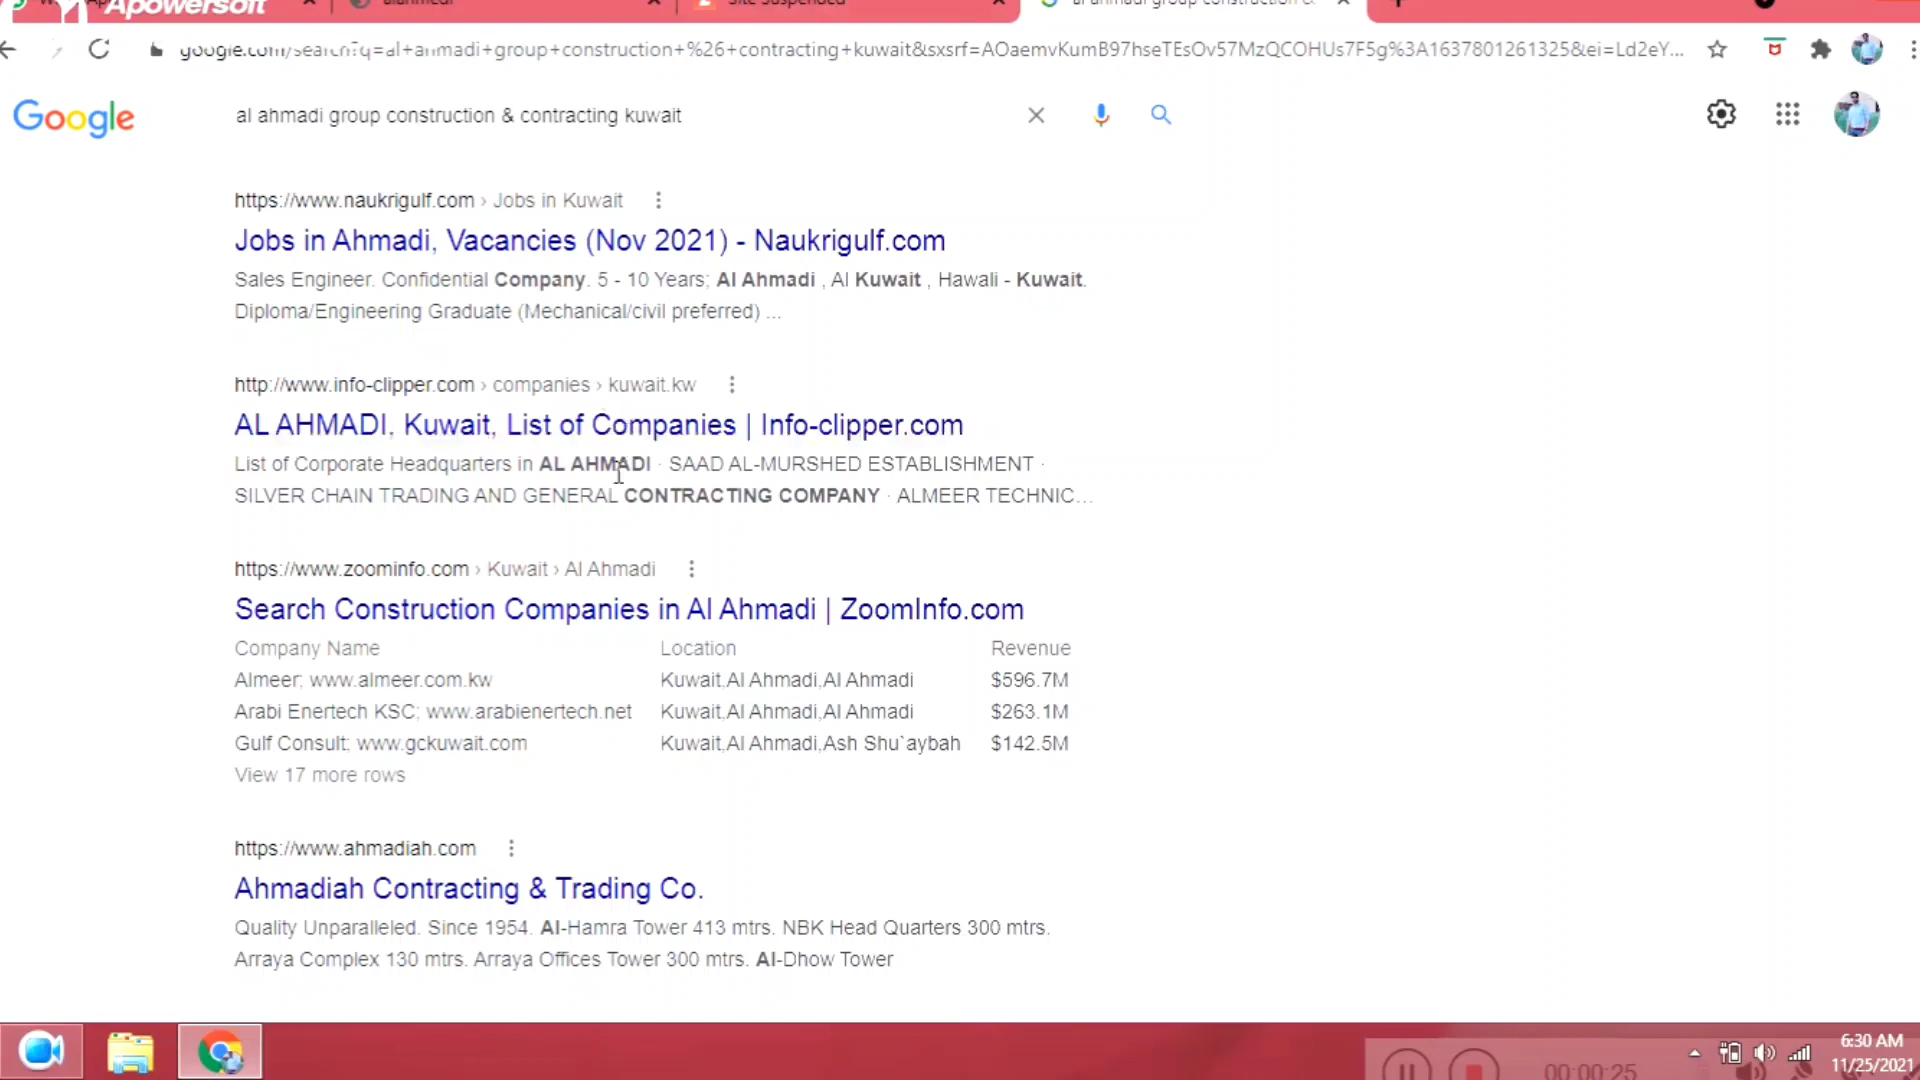 Apowersoft
google.com/search?q=al+ahmadi+group+construction+%26+contracting+kuwait&sxsrf=AOaemvKumB97hseTEsOv57MzQCOHUs7F5g%3A1637801261325&ei=Ld2eY...
Google
al ahmadi group construction & contracting kuwait
https://www.naukrigulf.com › Jobs in Kuwait
Jobs in Ahmadi, Vacancies (Nov 2021) - Naukrigulf.com
Sales Engineer. Confidential Company. 5 - 10 Years; Al Ahmadi , Al Kuwait , Hawali - Kuwait.
Diploma/Engineering Graduate (Mechanical/civil preferred) ...
http://www.info-clipper.com › companies › kuwait.kw
AL AHMADI, Kuwait, List of Companies | Info-clipper.com
List of Corporate Headquarters in AL AHMADI · SAAD AL-MURSHED ESTABLISHMENT ·
SILVER CHAIN TRADING AND GENERAL CONTRACTING COMPANY · ALMEER TECHNIC...
https://www.zoominfo.com › Kuwait › Al Ahmadi
Search Construction Companies in Al Ahmadi | ZoomInfo.com
Company Name Location Revenue
Almeer; www.almeer.com.kw Kuwait,Al Ahmadi,Al Ahmadi $596.7M
Arabi Enertech KSC; www.arabienertech.net Kuwait,Al Ahmadi,Al Ahmadi $263.1M
Gulf Consult; www.gckuwait.com Kuwait,Al Ahmadi,Ash Shu`aybah $142.5M
View 17 more rows
https://www.ahmadiah.com
Ahmadiah Contracting & Trading Co.
Quality Unparalleled. Since 1954. Al-Hamra Tower 413 mtrs. NBK Head Quarters 300 mtrs.
Arraya Complex 130 mtrs. Arraya Offices Tower 300 mtrs. Al-Dhow Tower
6:30 AM
11/25/2021
00:00:25